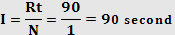 I = Rt/N = 90/1 = 90 second